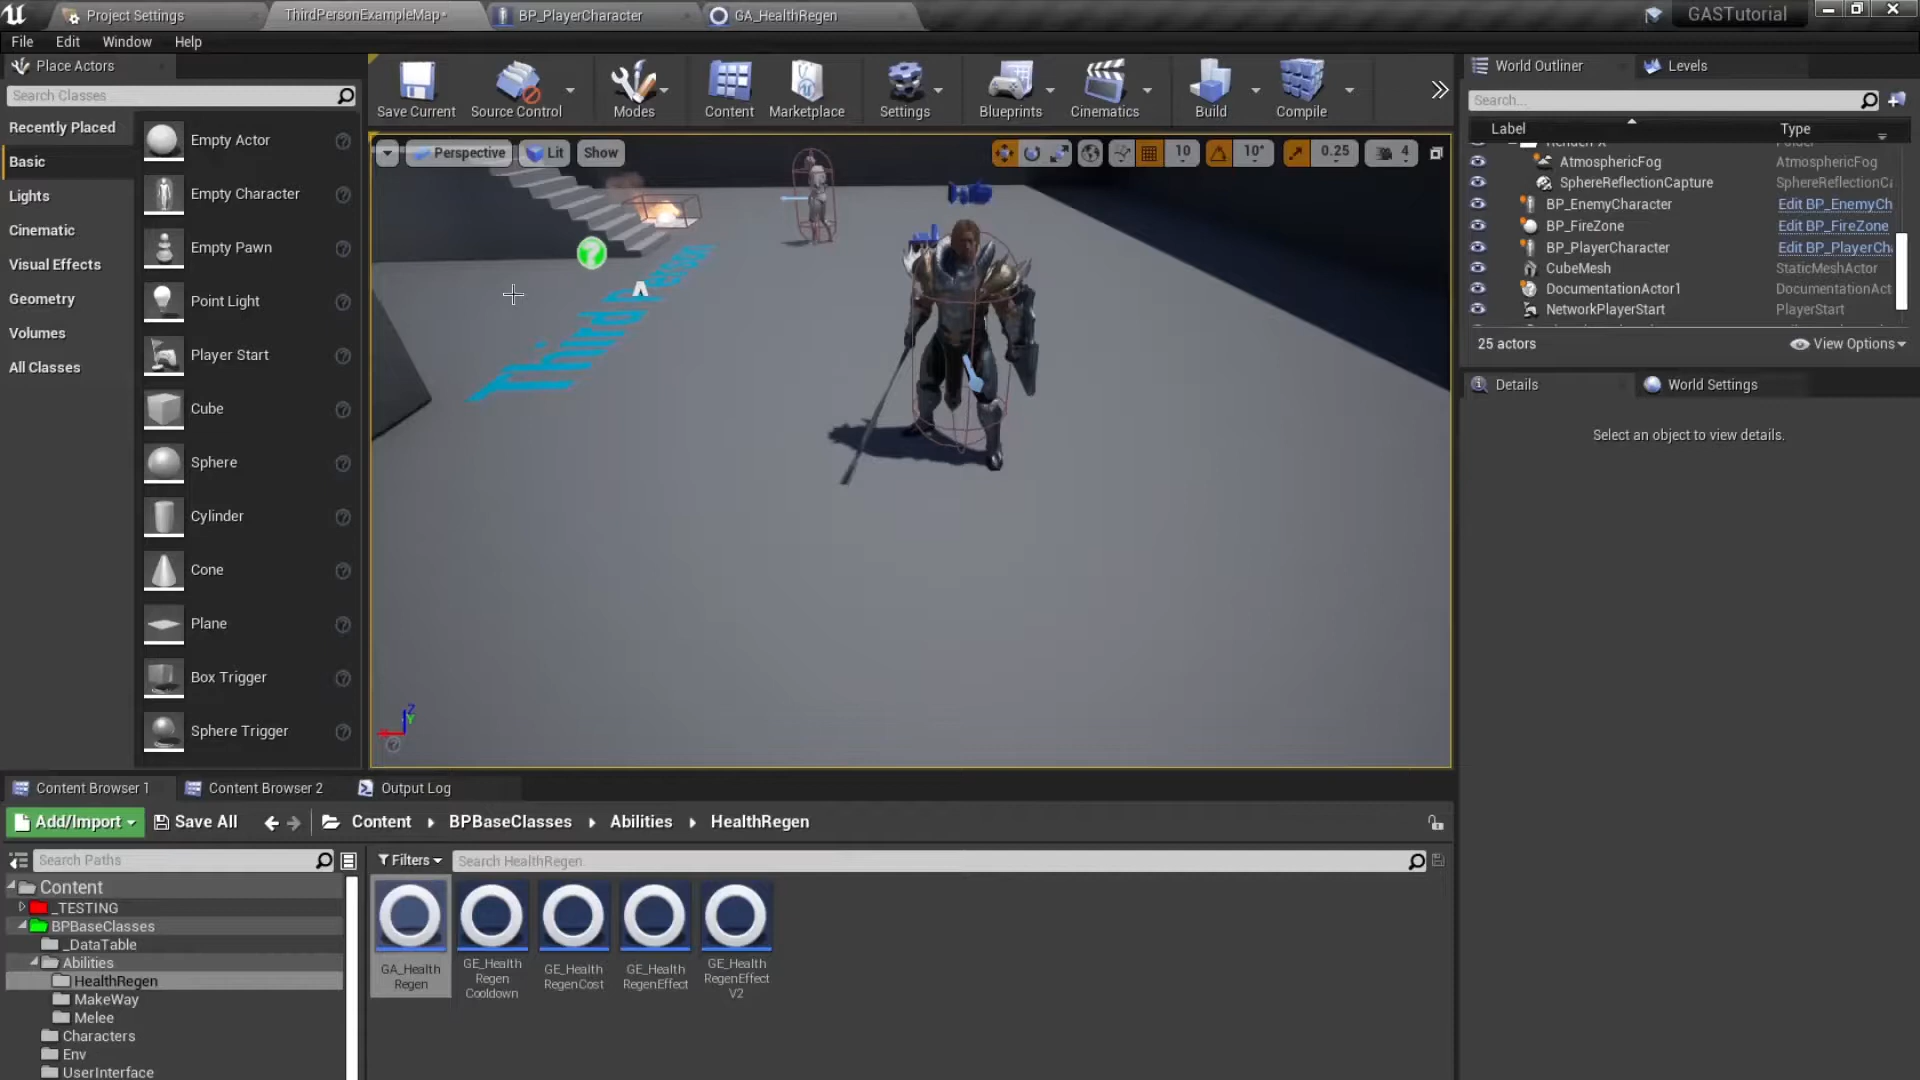 Project Settings
ThirdPersonExampleMap*
BP_PlayerCharacter
GA_HealthRegen
GASTutorial
File
Edit
Window
Help
Place Actors
Search Classes
Recently Placed
Basic
Lights
Cinematic
Visual Effects
Geometry
Volumes
All Classes
Empty Actor
Empty Character
Empty Pawn
Point Light
Player Start
Cube
Sphere
Cylinder
Cone
Plane
Box Trigger
Sphere Trigger
Save Current
Source Control
Modes
Content
Marketplace
Settings
Blueprints
Cinematics
Build
Compile
Perspective
Lit
Show
10
10°
0.25
4
X
Y
Z
World Outliner
Levels
Search...
Label
Type
AtmosphericFog
AtmosphericFog
SphereReflectionCapture
SphereReflectionCa
BP_EnemyCharacter
Edit BP_EnemyCh
BP_FireZone
Edit BP_FireZone
BP_PlayerCharacter
Edit BP_PlayerCha
CubeMesh
StaticMeshActor
DocumentationActor1
DocumentationAct
NetworkPlayerStart
PlayerStart
25 actors
View Options
Details
World Settings
Select an object to view details.
Content Browser 1
Content Browser 2
Output Log
Add/Import
Save All
Content
BPBaseClasses
Abilities
HealthRegen
Search Paths
Filters
Search HealthRegen
Content
_TESTING
BPBaseClasses
_DataTable
Abilities
HealthRegen
MakeWay
Melee
Characters
Env
UserInterface
GA_Health
Regen
GE_Health
Regen
Cooldown
GE_Health
RegenCost
GE_Health
RegenEffect
GE_Health
RegenEffect
V2